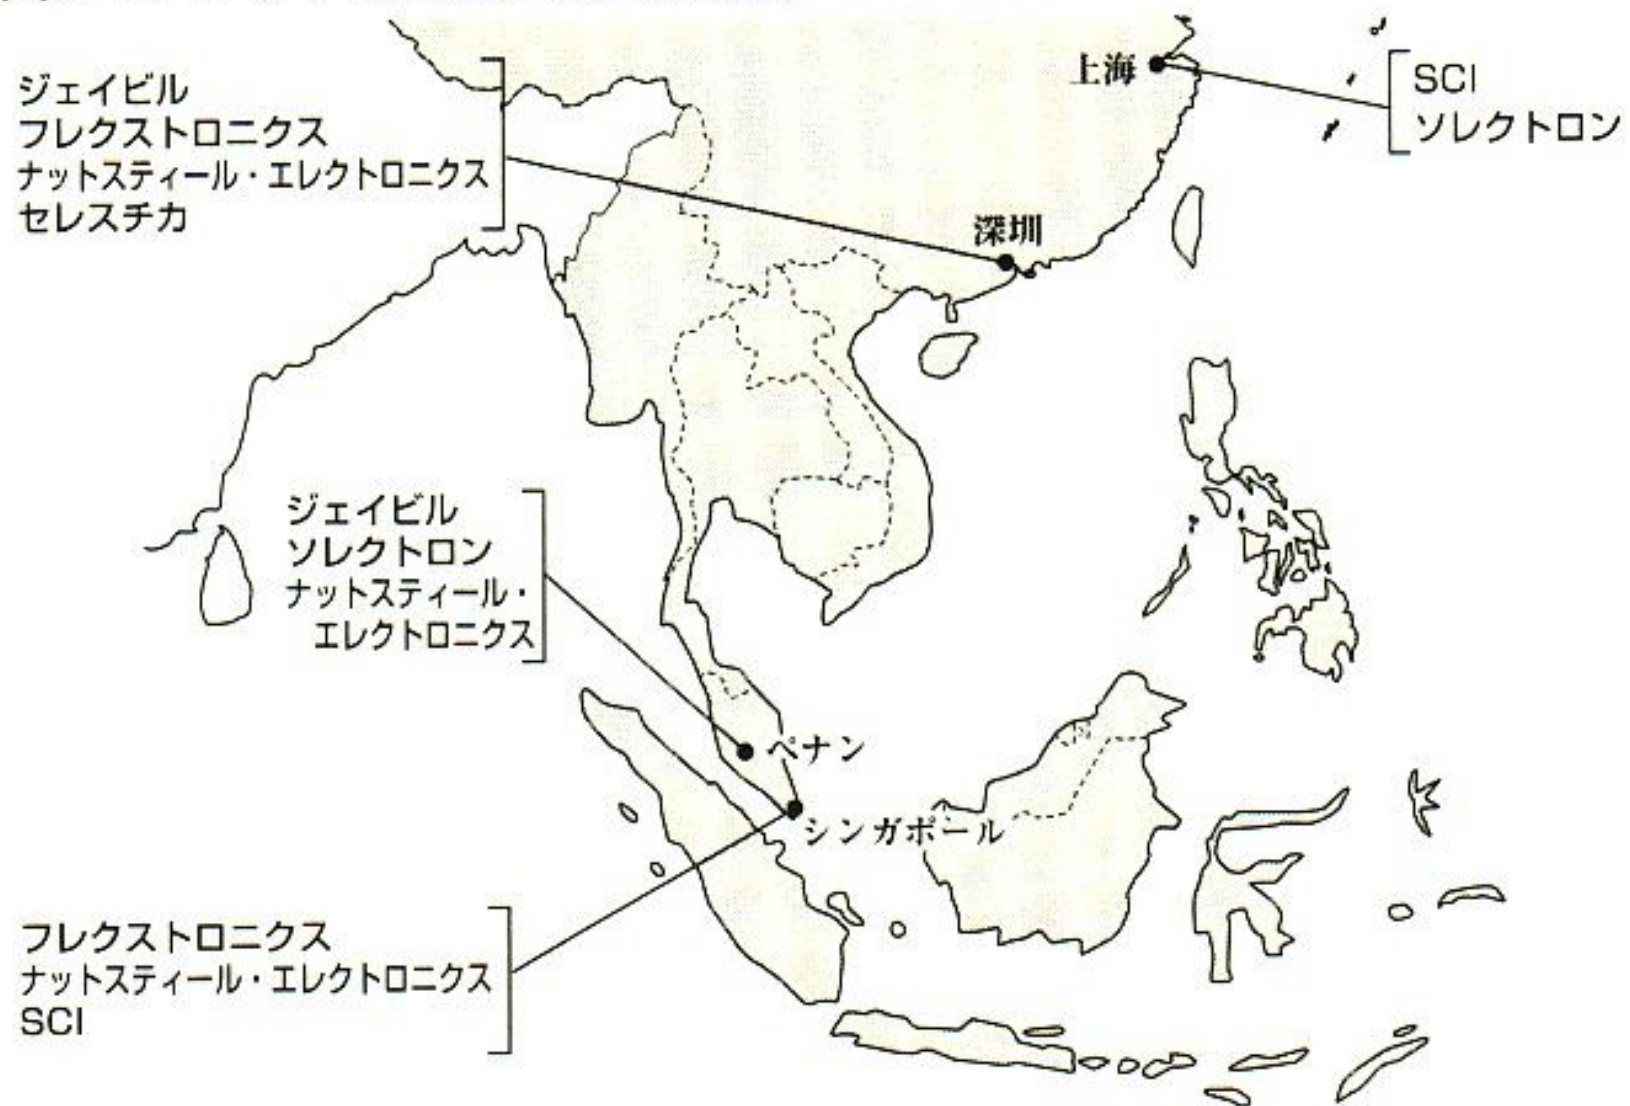 上海
SCI
ソレクトロン
ジェイビル
フレクストロニクス
ナットスティール・エレクトロニクス
セレスチカ
深圳
ジェイビル
ソレクトロン
ナットスティール・
エレクトロニクス
ペナン
シンガポール
フレクストロニクス
ナットスティール・エレクトロニクス
SCI